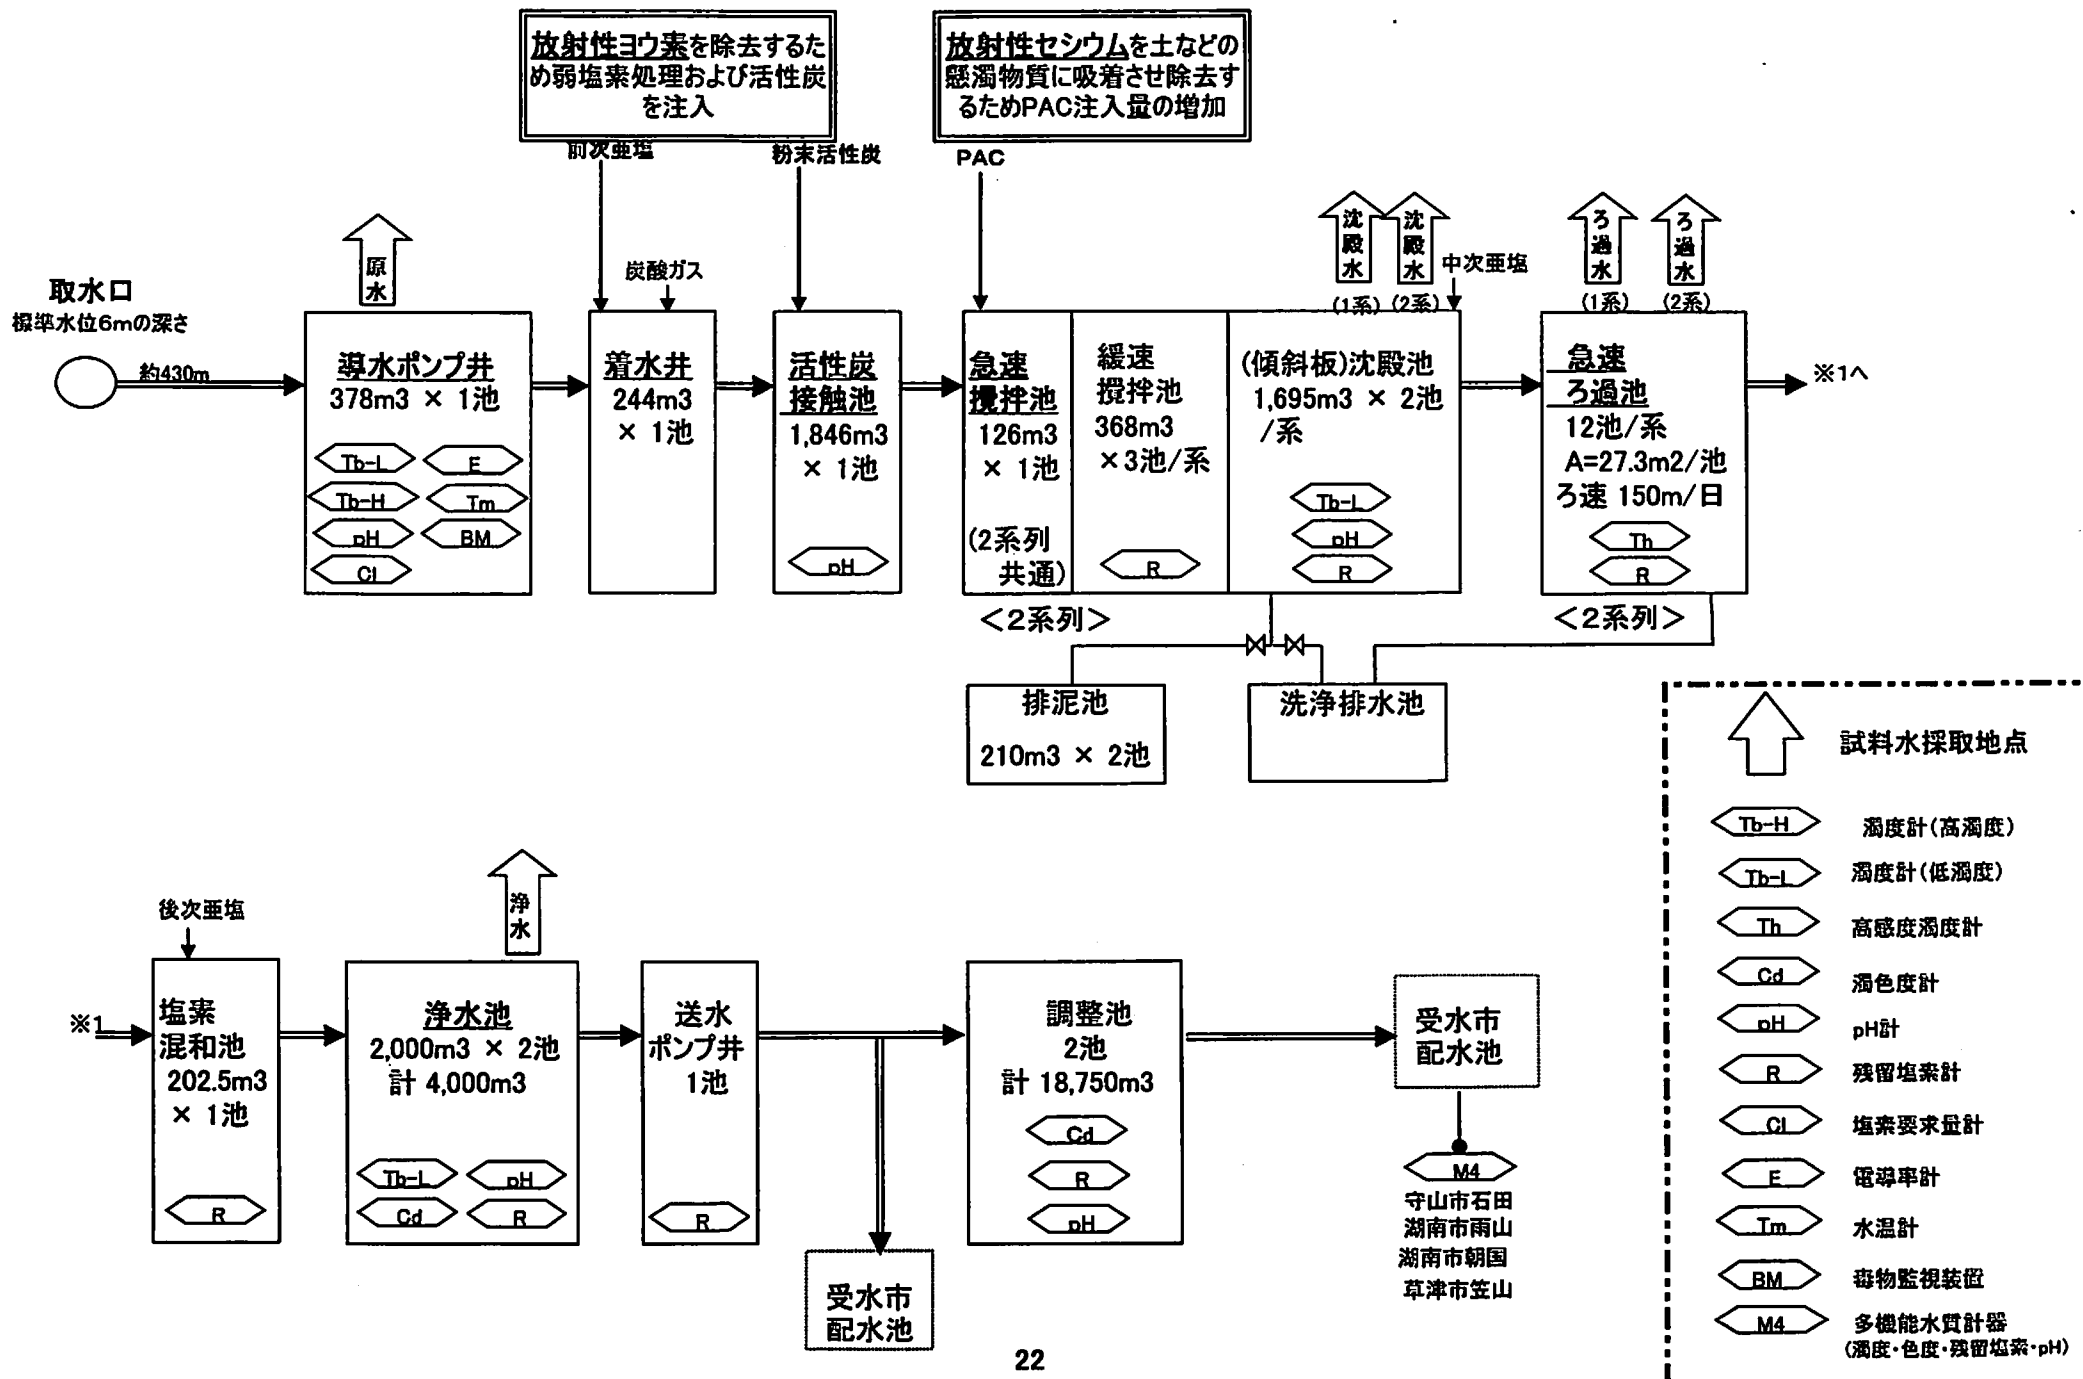 放射性ヨウ素を除去するた
め弱塩素処理および活性炭
を注入
放射性セシウムを土などの
懸濁物質に吸着させ除去す
るためPAC注入量の増加
前次亜塩
粉末活性炭
PAC
炭酸ガス
原水
沈殿水
(1系)
沈殿水
(2系)
中次亜塩
ろ過水
(1系)
ろ過水
(2系)
取水口
標準水位6mの深さ
約430m
導水ポンプ井
378m3 × 1池
Tb-L
E
Tb-H
Tm
pH
BM
Cl
着水井
244m3
× 1池
活性炭
接触池
1,846m3
× 1池
pH
急速
攪拌池
126m3
× 1池
(2系列
共通)
緩速
攪拌池
368m3
×3池/系
R
(傾斜板)沈殿池
1,695m3 × 2池
/系
Tb-L
pH
R
＜2系列＞
急速
ろ過池
12池/系
A=27.3m2/池
ろ速 150m/日
Th
R
＜2系列＞
※1へ
排泥池
210m3 × 2池
洗浄排水池
※1
後次亜塩
塩素
混和池
202.5m3
× 1池
R
浄水
浄水池
2,000m3 × 2池
計 4,000m3
Tb-L
pH
Cd
R
送水
ポンプ井
1池
R
受水市
配水池
調整池
2池
計 18,750m3
Cd
R
pH
受水市
配水池
M4
守山市石田
湖南市雨山
湖南市朝国
草津市笠山
試料水採取地点
Tb-H 濁度計(高濁度)
Tb-L 濁度計(低濁度)
Th 高感度濁度計
Cd 濁色度計
pH pH計
R 残留塩素計
Cl 塩素要求量計
E 電導率計
Tm 水温計
BM 毒物監視装置
M4 多機能水質計器
(濁度・色度・残留塩素・pH)
22